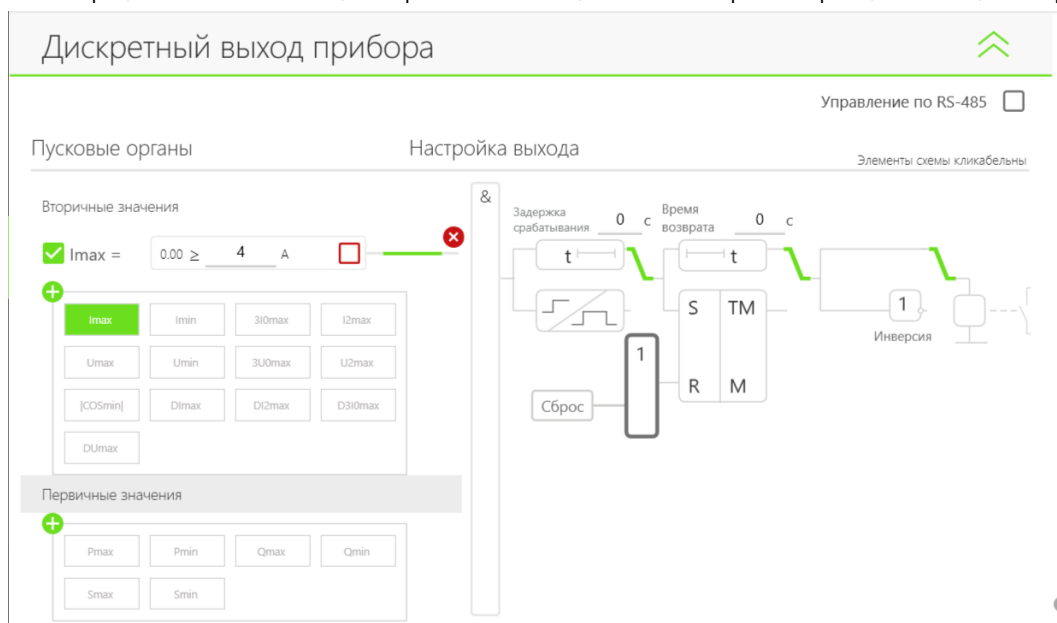 Дискретный выход прибора
Управление по RS-485
Пусковые органы
Настройка выхода
Элементы схемы кликабельны
Вторичные значения
Imax = 0.00 ≥ 4 А
Imax Imin 3I0max I2max
Umax Umin 3U0max U2max
|COSmin| DImax DI2max D3I0max
DUmax
Первичные значения
Pmax Pmin Qmax Qmin
Smax Smin
&
Задержка срабатывания 0 с
Время возврата 0 с
t
t
S TM
R M
1
Сброс
1
Инверсия